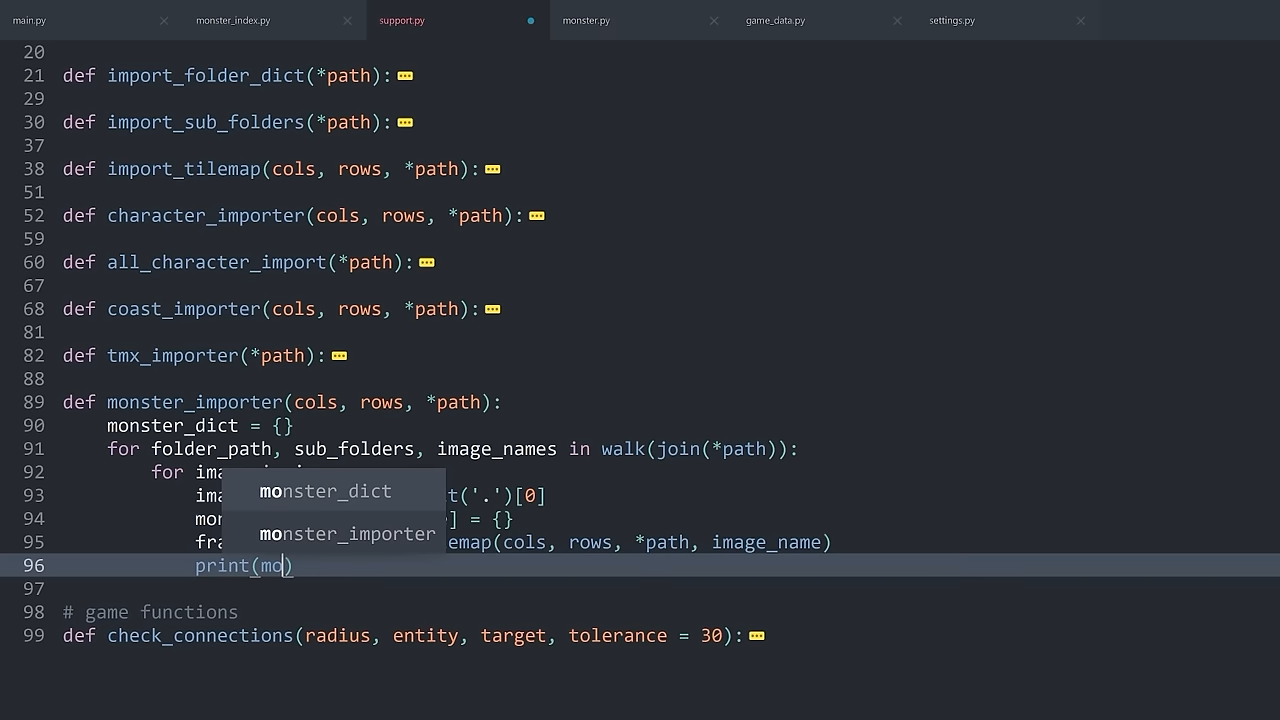 main.py monster_index.py support.py monster.py game_data.py settings.py
20
21 def import_folder_dict(*path):
29
30 def import_sub_folders(*path):
37
38 def import_tilemap(cols, rows, *path):
51
52 def character_importer(cols, rows, *path):
59
60 def all_character_import(*path):
67
68 def coast_importer(cols, rows, *path):
81
82 def tmx_importer(*path):
88
89 def monster_importer(cols, rows, *path):
90 monster_dict = {}
91 for folder_path, sub_folders, image_names in walk(join(*path)):
92 for
monster_dict
93 t('.')[0]
94 ] = {}
monster_importer
95 emap(cols, rows, *path, image_name)
96 print(mo)
97
98 # game functions
99 def check_connections(radius, entity, target, tolerance = 30):